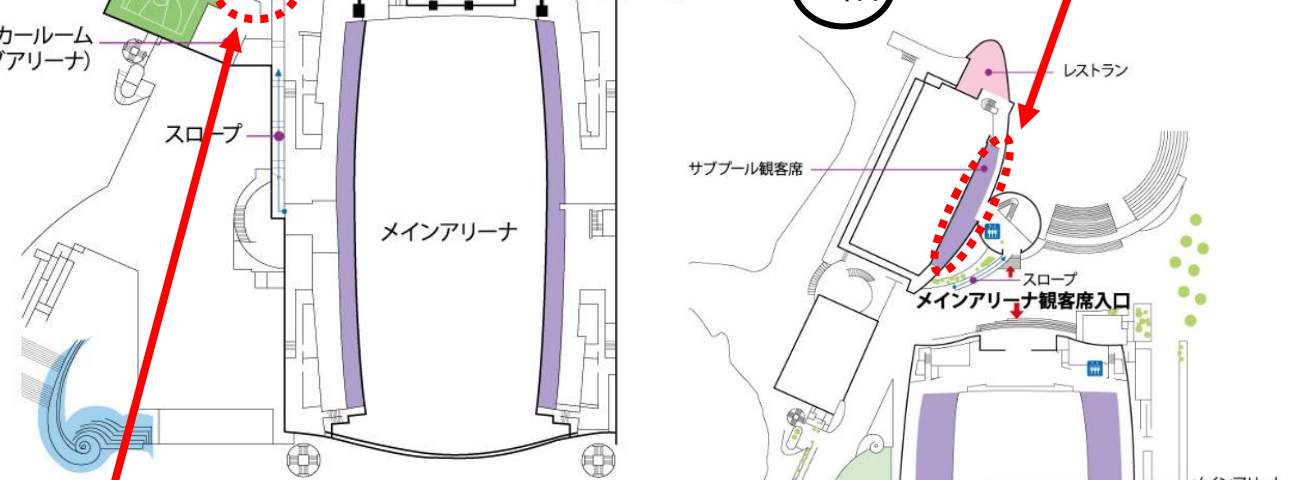 カールーム
ブアリーナ）
スロープ
メインアリーナ
レストラン
サブプール観客席
スロープ
メインアリーナ観客席入口